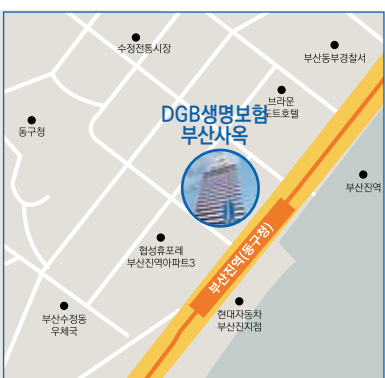 수정전통시장
부산동부경찰서
브라운
도트호텔
DGB생명보험
부산사옥
동구청
부산진역
부산진역(동구청)
협성휴포레
부산진역아파트3
부산수정동
우체국
현대자동차
부산진지점